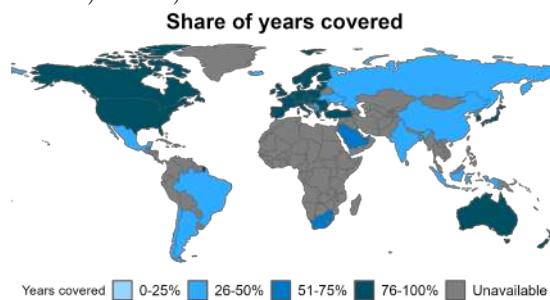 Share of years covered
Years covered 0-25% 26-50% 51-75% 76-100% Unavailable